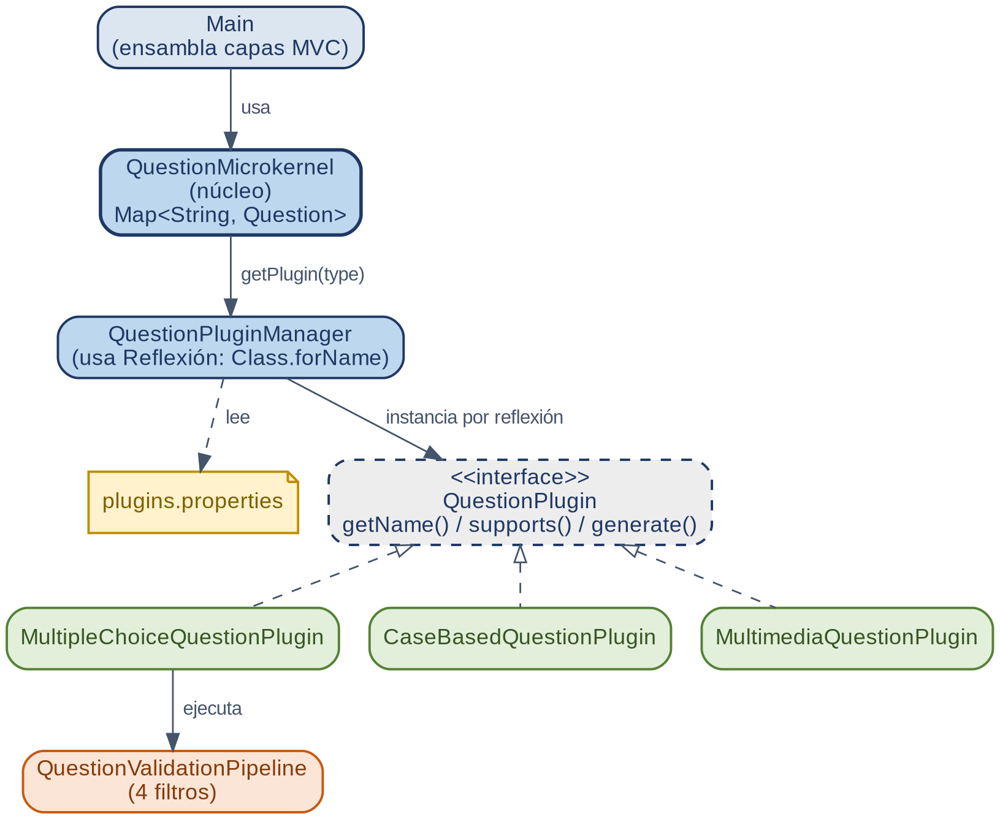 Main
(ensambla capas MVC)
usa
QuestionMicrokernel
(núcleo)
Map<String, Question>
getPlugin(type)
QuestionPluginManager
(usa Reflexión: Class.forName)
lee
instancia por reflexión
plugins.properties
<<interface>>
QuestionPlugin
getName() / supports() / generate()
MultipleChoiceQuestionPlugin
CaseBasedQuestionPlugin
MultimediaQuestionPlugin
ejecuta
QuestionValidationPipeline
(4 filtros)